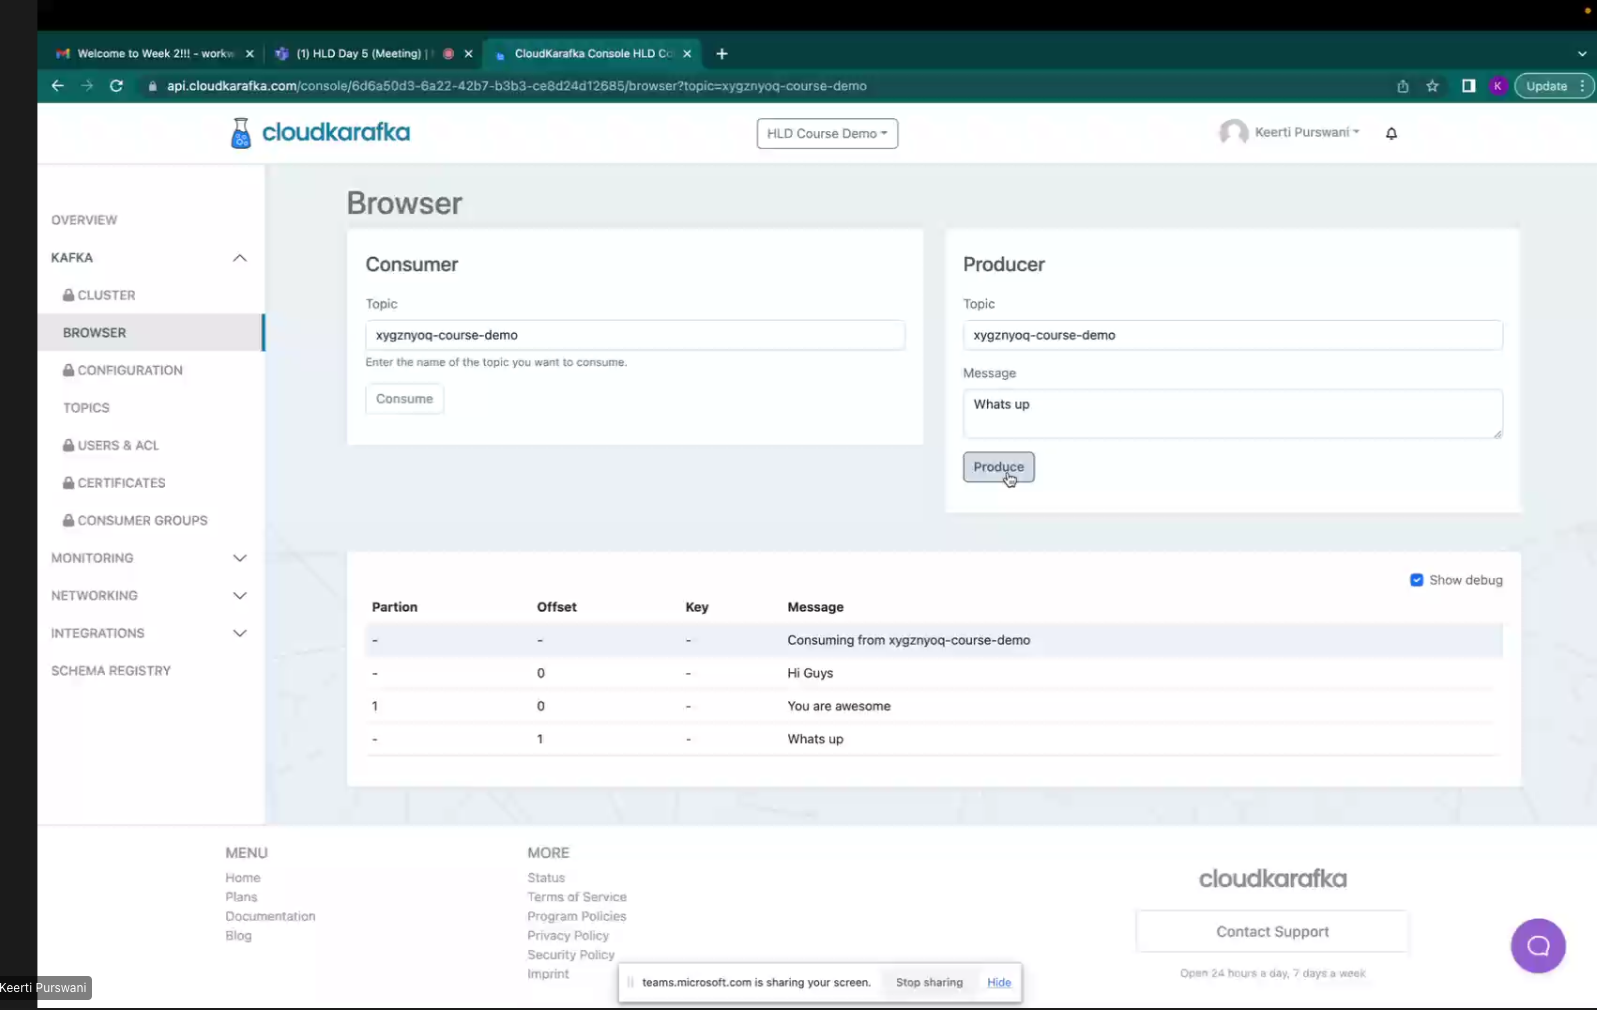 Welcome to Week 2!!! - workw
(1) HLD Day 5 (Meeting) |
CloudKarafka Console HLD Co
api.cloudkarafka.com/console/6d6a50d3-6a22-42b7-b3b3-ce8d24d12685/browser?topic=xygznyoq-course-demo
K
Update
cloudkarafka
HLD Course Demo
Keerti Purswani
OVERVIEW
KAFKA
CLUSTER
BROWSER
CONFIGURATION
TOPICS
USERS & ACL
CERTIFICATES
CONSUMER GROUPS
MONITORING
NETWORKING
INTEGRATIONS
SCHEMA REGISTRY
Browser
Consumer
Topic
xygznyoq-course-demo
Enter the name of the topic you want to consume.
Consume
Producer
Topic
xygznyoq-course-demo
Message
Whats up
Produce
Show debug
Partion Offset Key Message
- - - Consuming from xygznyoq-course-demo
- 0 - Hi Guys
1 0 - You are awesome
- 1 - Whats up
MENU
Home
Plans
Documentation
Blog
MORE
Status
Terms of Service
Program Policies
Privacy Policy
Security Policy
Imprint
cloudkarafka
Contact Support
Open 24 hours a day, 7 days a week
Keerti Purswani
teams.microsoft.com is sharing your screen. Stop sharing Hide